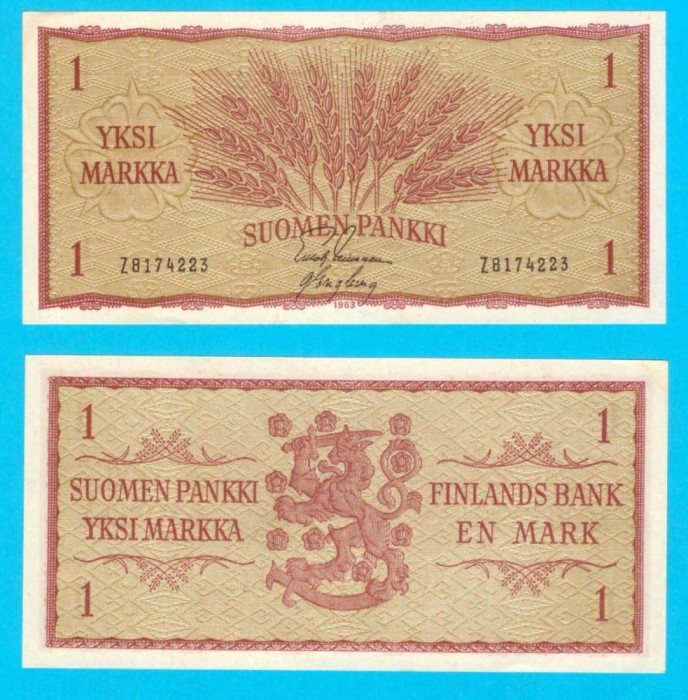 1 1
YKSI MARKKA
YKSI MARKKA
SUOMEN PANKKI
1 1
Z8174223 Z8174223
1963
1 1
SUOMEN PANKKI
YKSI MARKKA
FINLANDS BANK
EN MARK
1 1